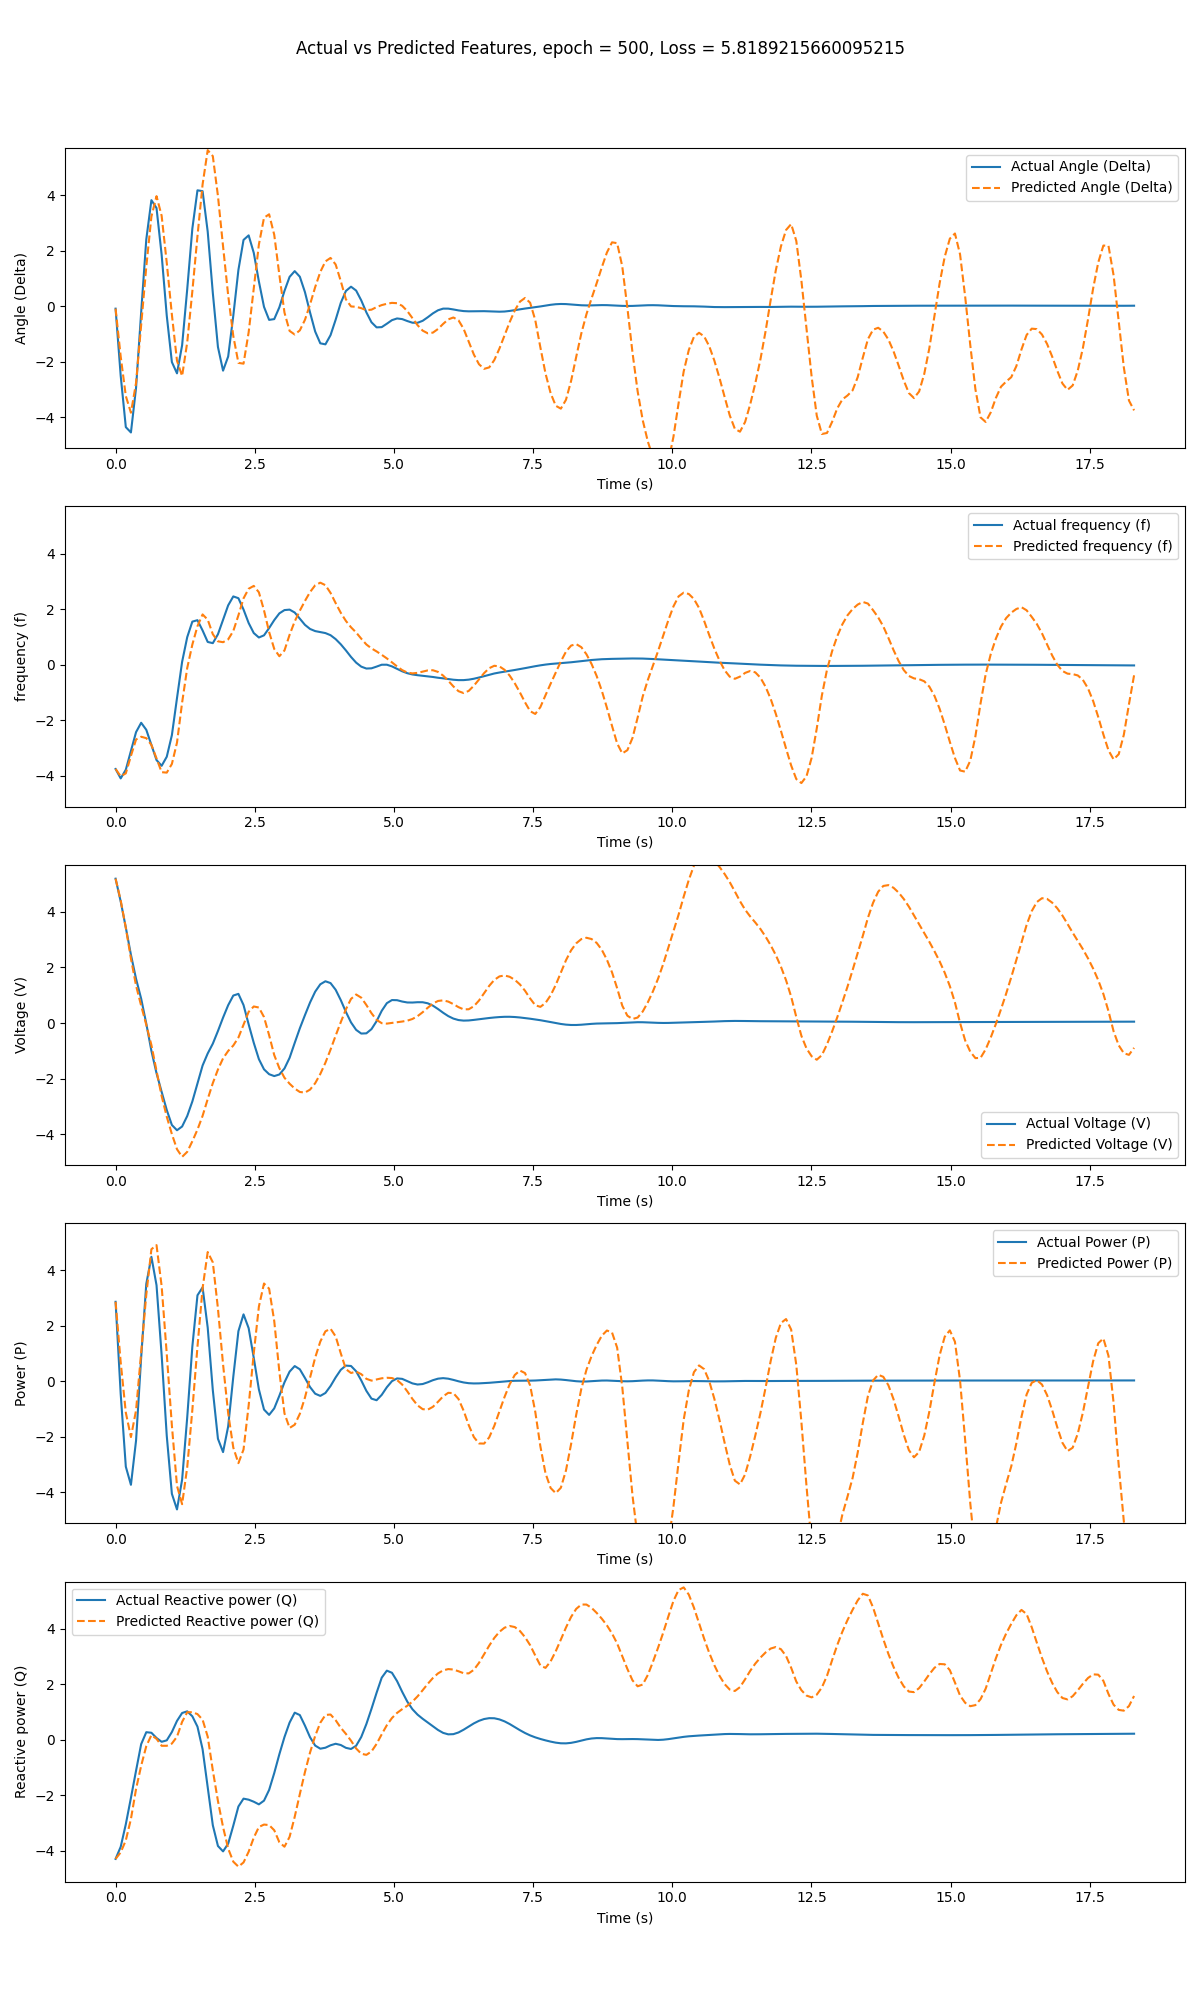 Actual vs Predicted Features, epoch = 500, Loss = 5.8189215660095215
Actual Angle (Delta)
Predicted Angle (Delta)
Angle (Delta)
4
2
0
−2
−4
0.0 2.5 5.0 7.5 10.0 12.5 15.0 17.5
Time (s)
Actual frequency (f)
Predicted frequency (f)
frequency (f)
4
2
0
−2
−4
0.0 2.5 5.0 7.5 10.0 12.5 15.0 17.5
Time (s)
Voltage (V)
4
2
0
−2
−4
Actual Voltage (V)
Predicted Voltage (V)
0.0 2.5 5.0 7.5 10.0 12.5 15.0 17.5
Time (s)
Actual Power (P)
Predicted Power (P)
Power (P)
4
2
0
−2
−4
0.0 2.5 5.0 7.5 10.0 12.5 15.0 17.5
Time (s)
Actual Reactive power (Q)
Predicted Reactive power (Q)
Reactive power (Q)
4
2
0
−2
−4
0.0 2.5 5.0 7.5 10.0 12.5 15.0 17.5
Time (s)